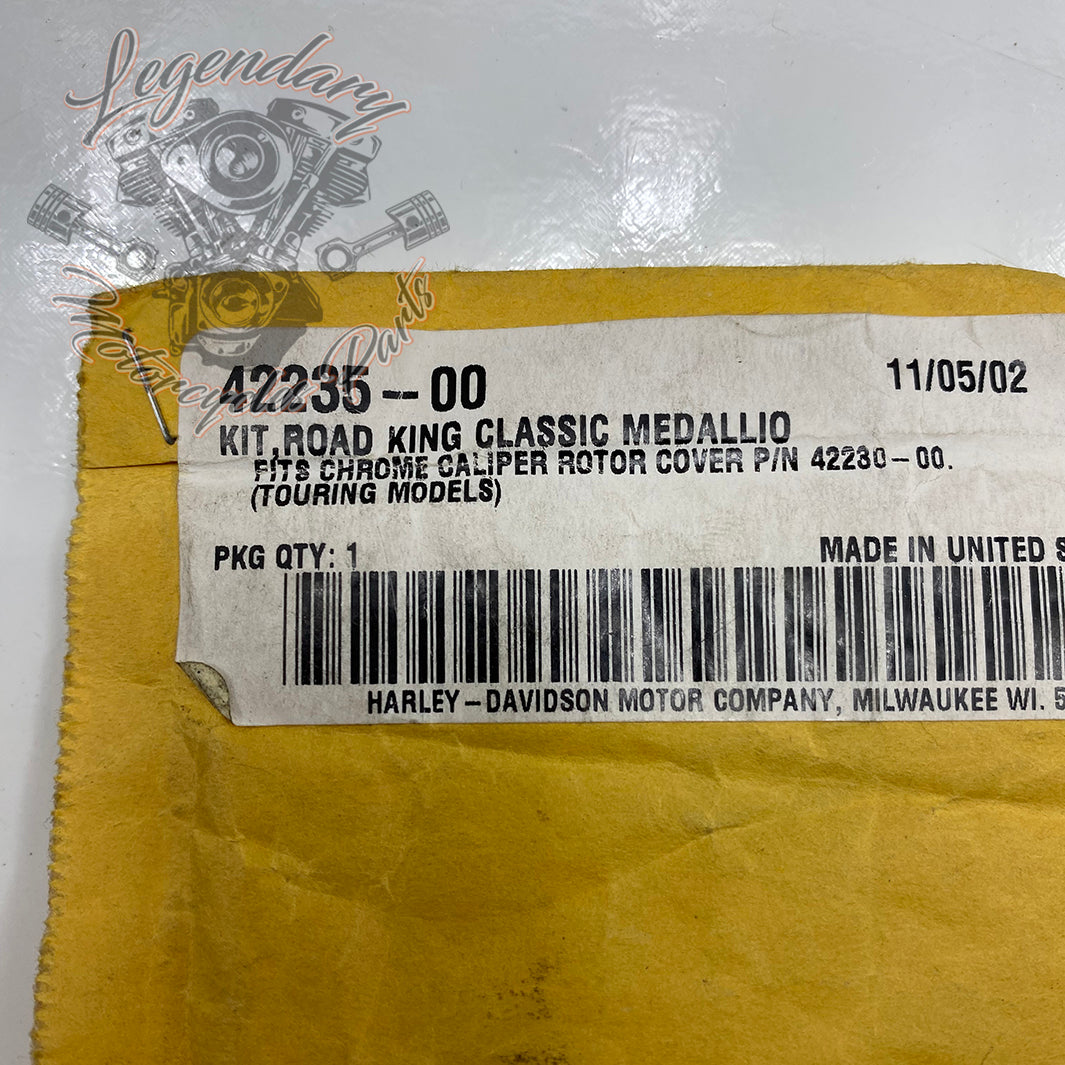 Legendary
Motorcycle Parts
42235-00
11/05/02
KIT,ROAD KING CLASSIC MEDALLIO
FITS CHROME CALIPER ROTOR COVER P/N 42230-00.
(TOURING MODELS)
PKG QTY: 1
MADE IN UNITED S
HARLEY-DAVIDSON MOTOR COMPANY, MILWAUKEE WI. 5